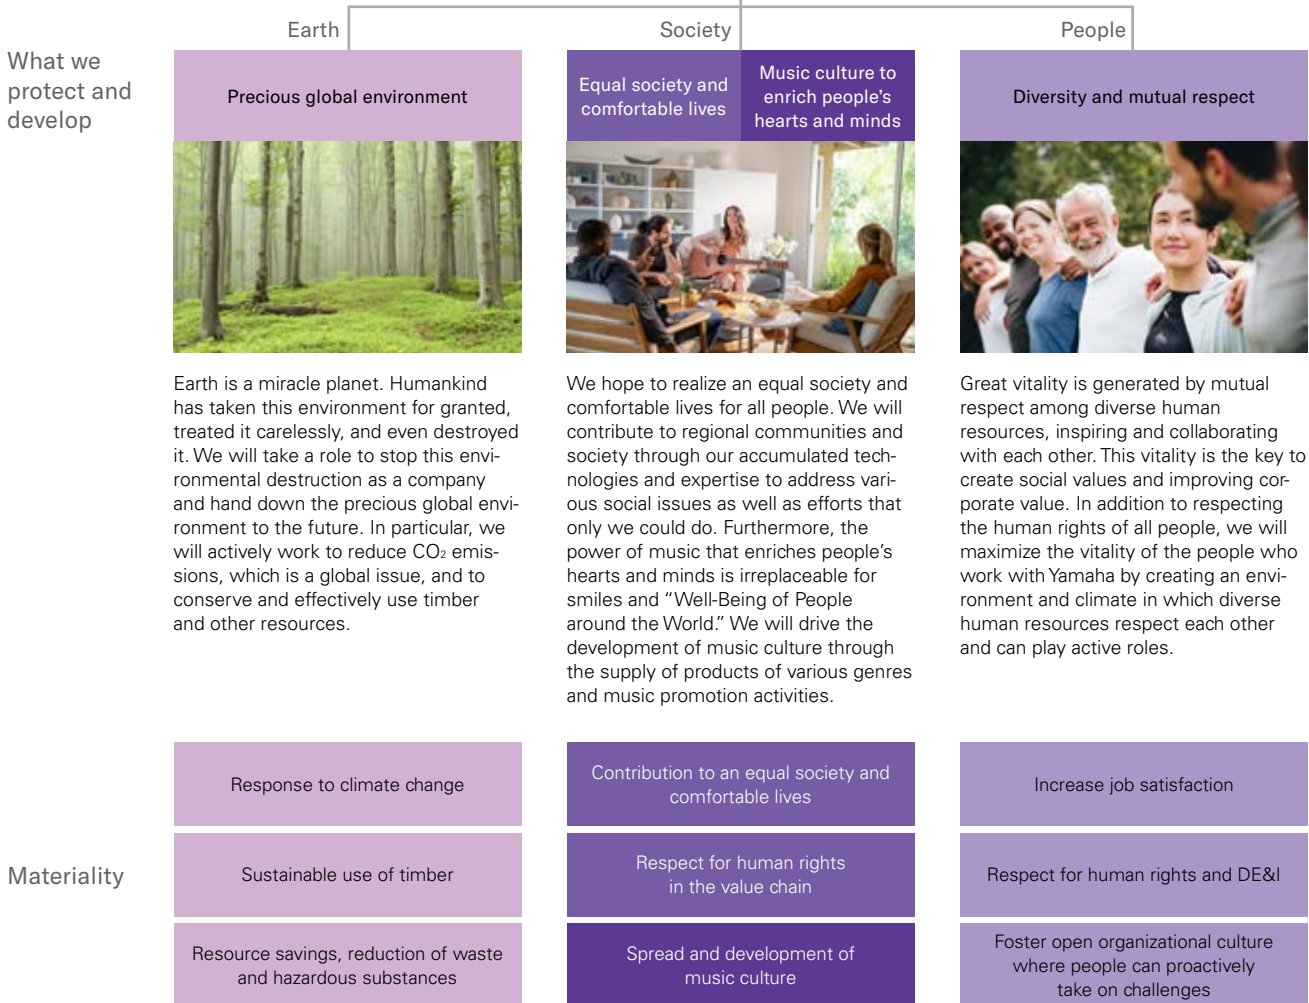 Earth
Society
People
What we
protect and
develop
Precious global environment
Equal society and
comfortable lives
Music culture to
enrich people's
hearts and minds
Diversity and mutual respect
Earth is a miracle planet. Humankind
has taken this environment for granted,
treated it carelessly, and even destroyed
it. We will take a role to stop this envi-
ronmental destruction as a company
and hand down the precious global envi-
ronment to the future. In particular, we
will actively work to reduce CO₂ emis-
sions, which is a global issue, and to
conserve and effectively use timber
and other resources.
We hope to realize an equal society and
comfortable lives for all people. We will
contribute to regional communities and
society through our accumulated tech-
nologies and expertise to address vari-
ous social issues as well as efforts that
only we could do. Furthermore, the
power of music that enriches people's
hearts and minds is irreplaceable for
smiles and “Well-Being of People
around the World.” We will drive the
development of music culture through
the supply of products of various genres
and music promotion activities.
Great vitality is generated by mutual
respect among diverse human
resources, inspiring and collaborating
with each other. This vitality is the key to
create social values and improving cor-
porate value. In addition to respecting
the human rights of all people, we will
maximize the vitality of the people who
work with Yamaha by creating an envi-
ronment and climate in which diverse
human resources respect each other
and can play active roles.
Materiality
Response to climate change
Sustainable use of timber
Resource savings, reduction of waste
and hazardous substances
Contribution to an equal society and
comfortable lives
Respect for human rights
in the value chain
Spread and development of
music culture
Increase job satisfaction
Respect for human rights and DE&I
Foster open organizational culture
where people can proactively
take on challenges